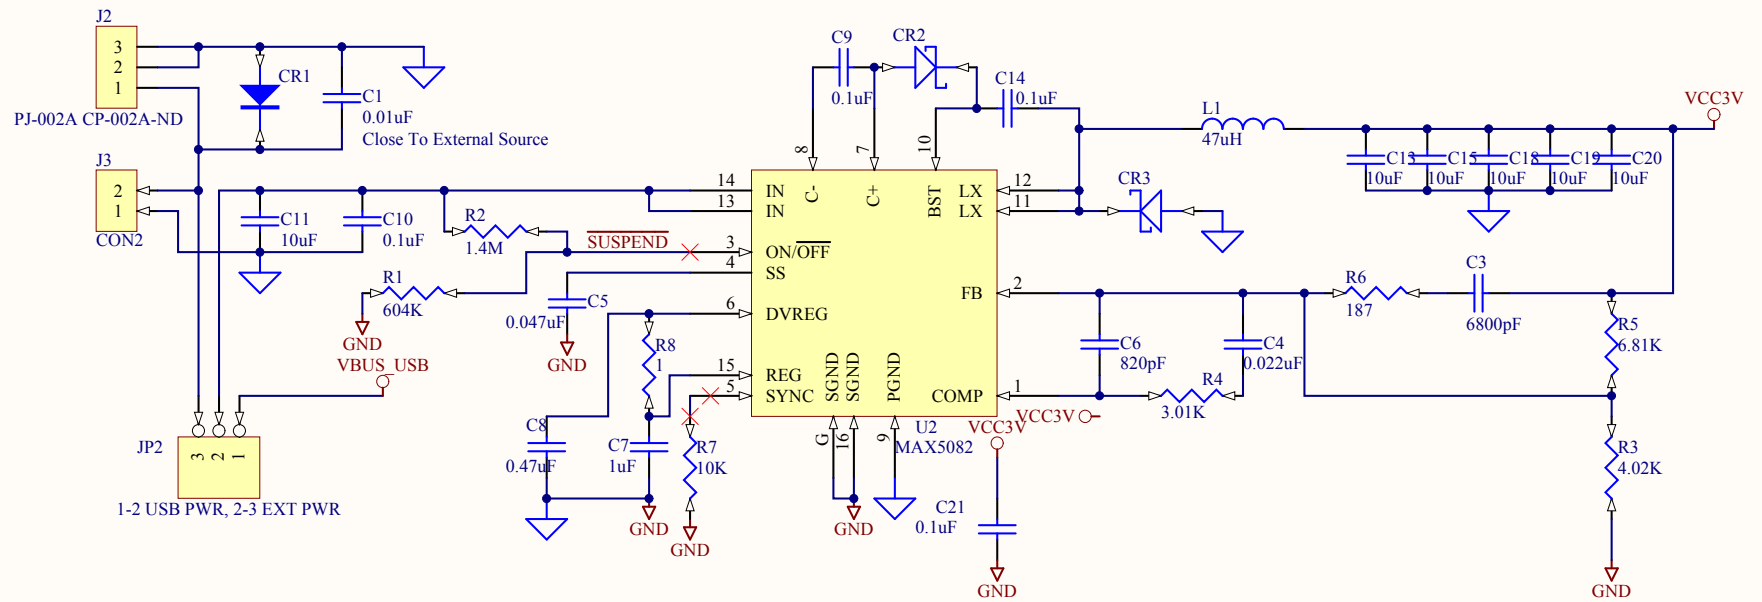 J2
3
2
1
PJ-002A CP-002A-ND
CR1
C1
0.01uF
Close To External Source
J3
2
1
CON2
C11
10uF
C10
0.1uF
R2
1.4M
R1
604K
GND
VBUS_USB
JP2
3
2
1
1-2 USB PWR, 2-3 EXT PWR
SUSPEND
C5
0.047uF
GND
R8
1
C8
0.47uF
C7
1uF
GND
R7
10K
GND
C9
0.1uF
CR2
C14
0.1uF
8
7
10
C-
C+
BST
14
IN
13
IN
3
ON/OFF
4
SS
6
DVREG
15
REG
5
SYNC
LX
12
LX
11
FB
2
COMP
1
SGND
SGND
PGND
G
16
9
GND
U2
MAX5082
VCC3V
VCC3V
C21
0.1uF
GND
CR3
L1
47uH
VCC3V
C13
10uF
C15
10uF
C18
10uF
C19
10uF
C20
10uF
C6
820pF
C4
0.022uF
R4
3.01K
R6
187
C3
6800pF
R5
6.81K
R3
4.02K
GND